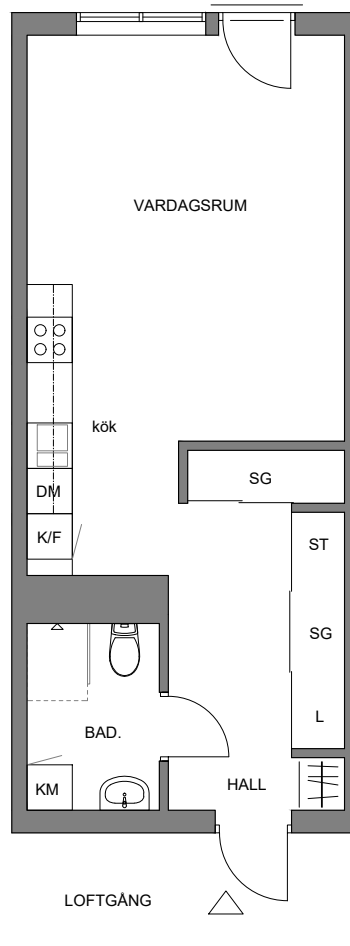 VARDAGSRUM
kök
SG
DM
K/F
ST
SG
L
BAD.
KM
HALL
LOFTGÅNG